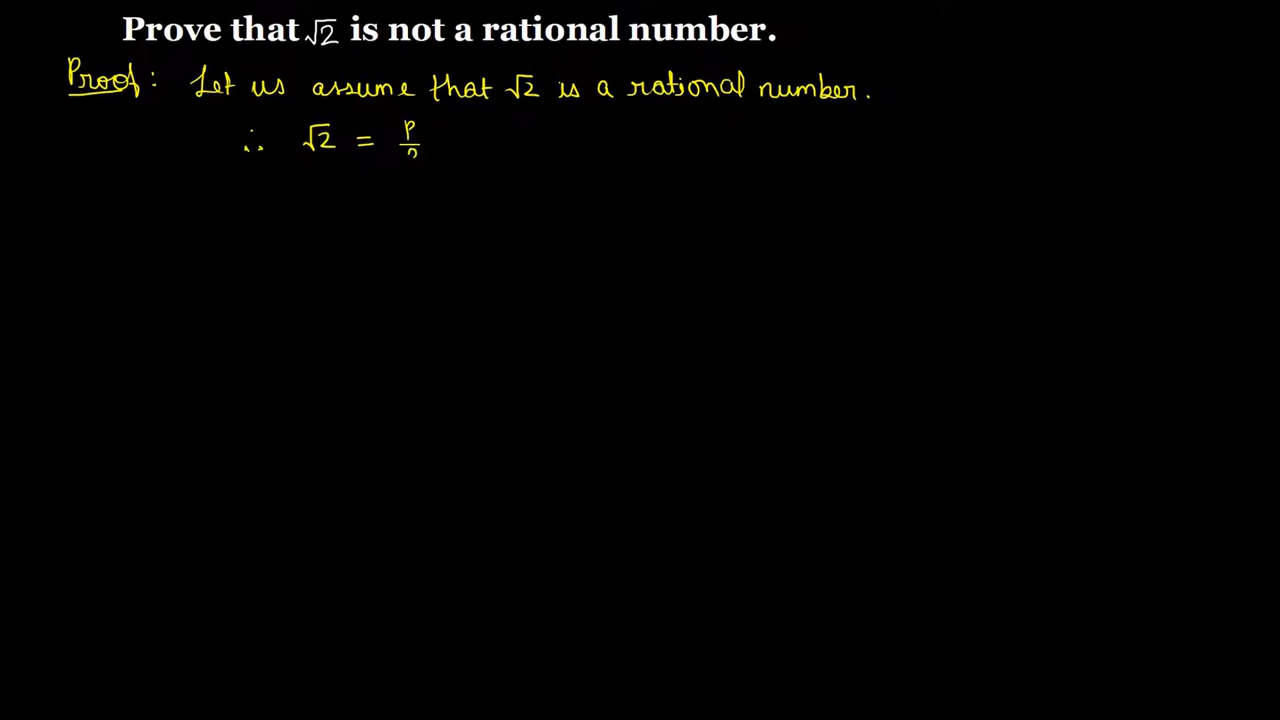 Prove that √2 is not a rational number.
Proof: Let us assume that √2 is a rational number.
∴ √2 = p/